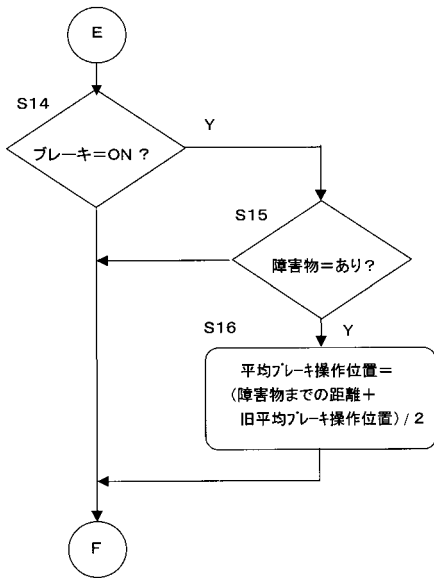 E
S14
Y
ブレーキ=ON ?
S15
障害物=あり?
S16
Y
平均ブレーキ操作位置=
(障害物までの距離+
旧平均ブレーキ操作位置) / 2
F